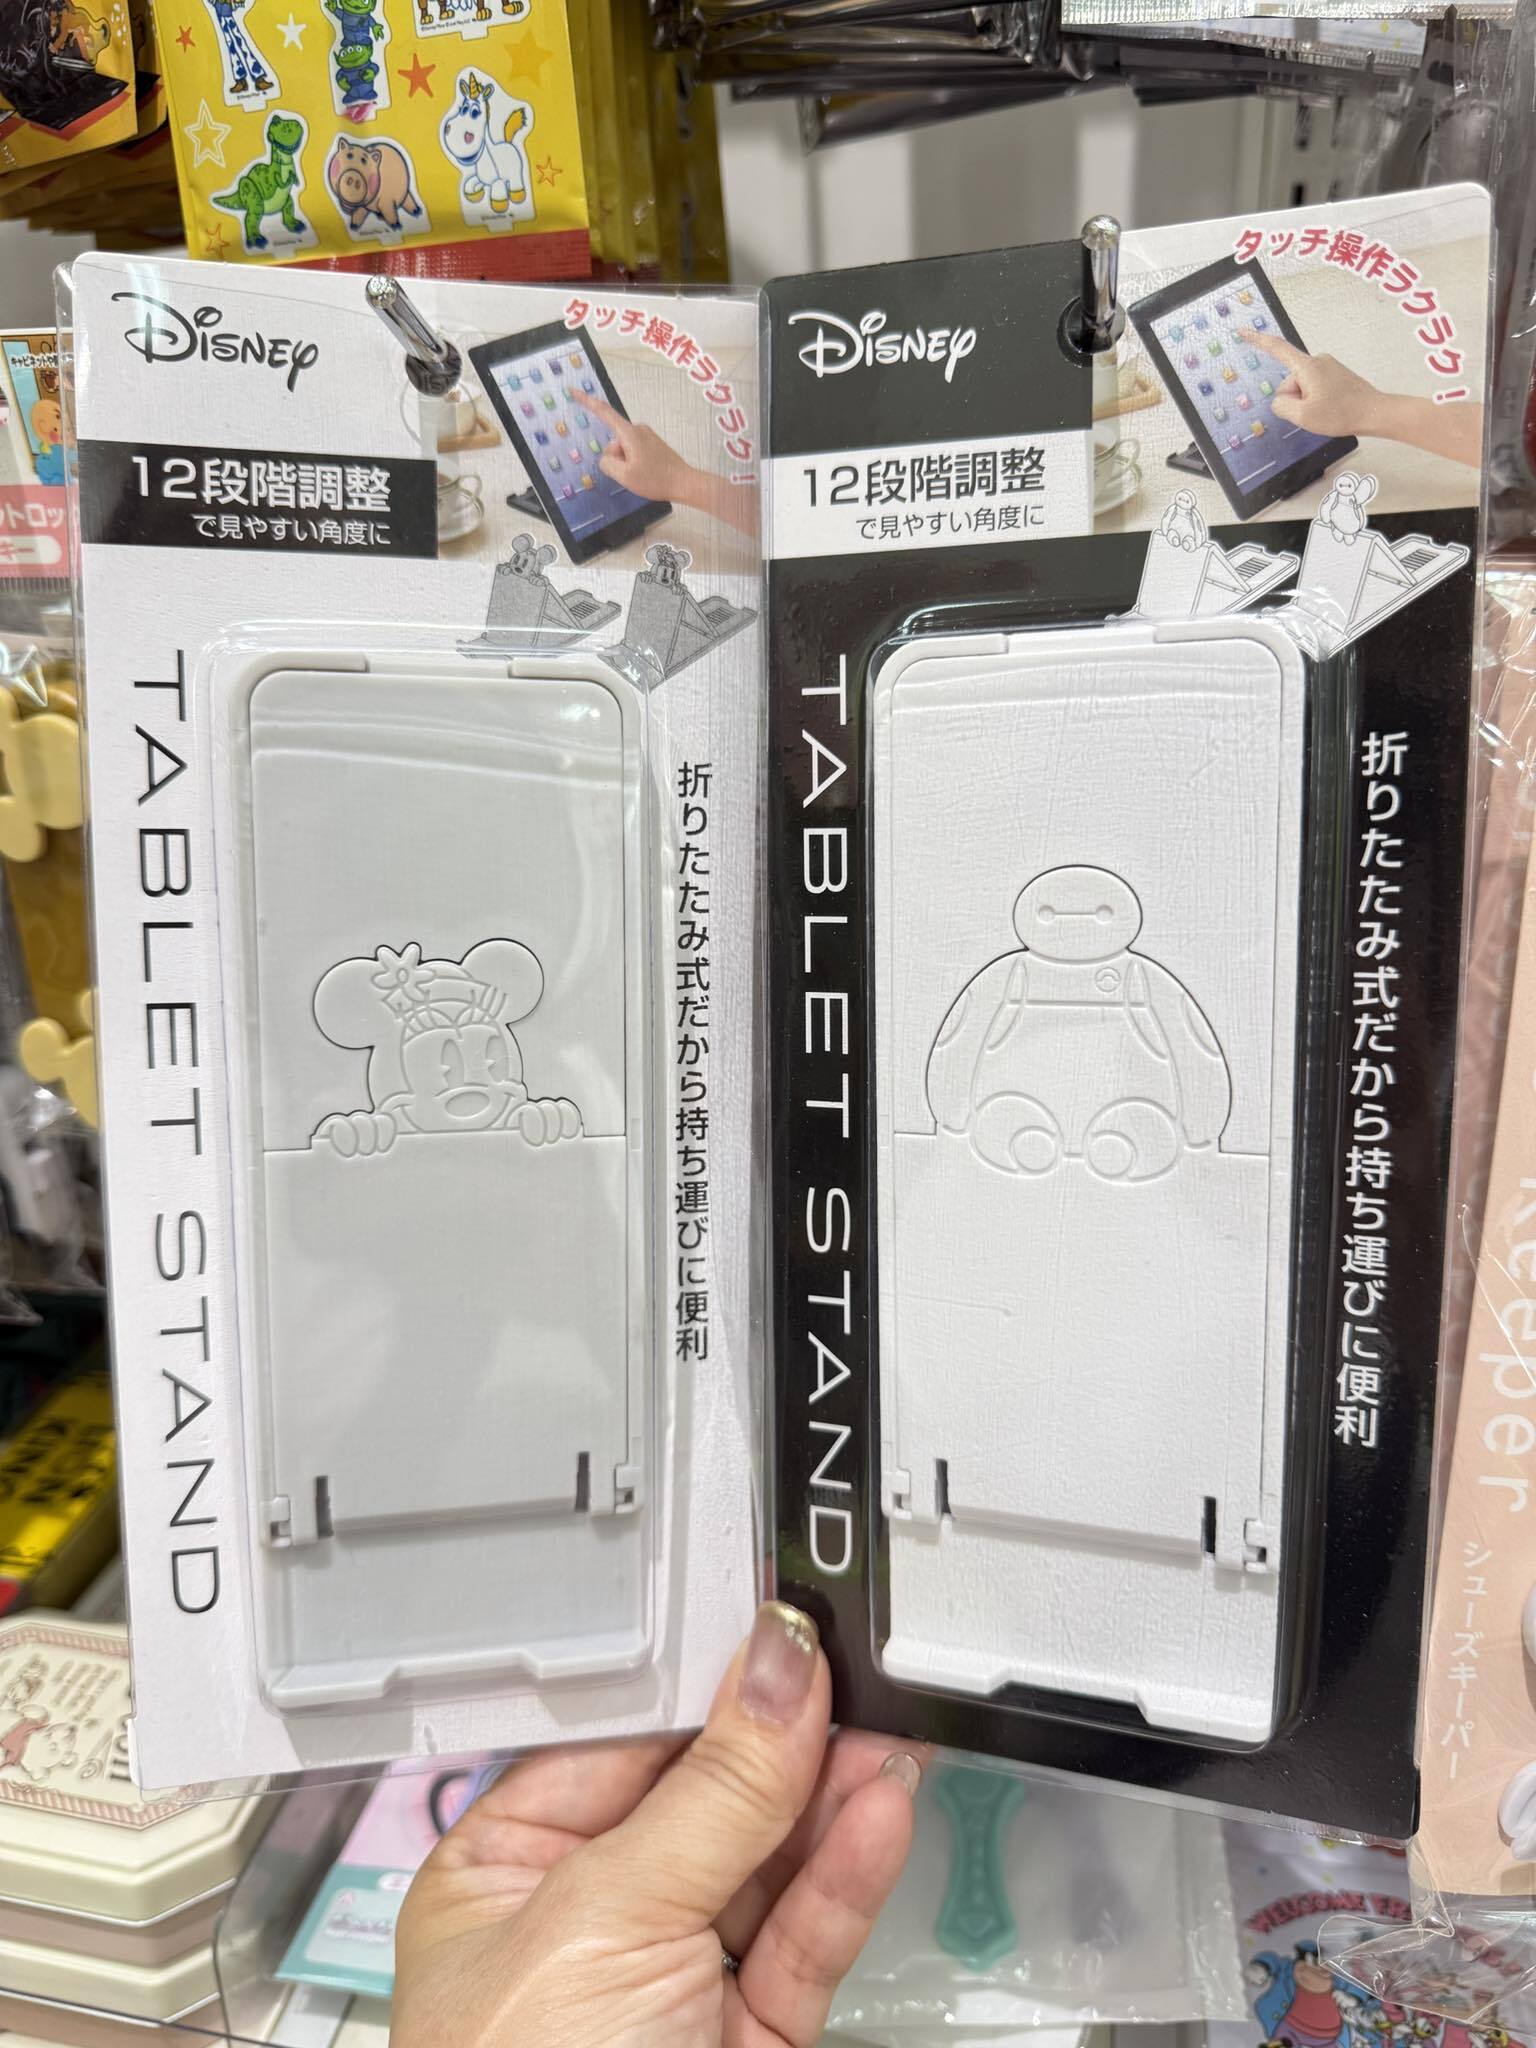 DISNEY
12段階調整
で見やすい角度に
タッチ操作ラクラク!
TABLET STAND
折りたたみ式だから持ち運びに便利
DISNEY
12段階調整
で見やすい角度に
タッチ操作ラクラク!
TABLET STAND
折りたたみ式だから持ち運びに便利
キー
Keeper
シューズキーパー